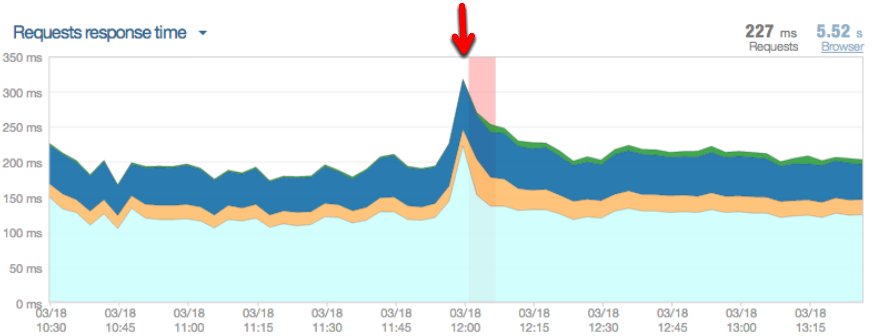 Requests response time
227 ms
Requests
5.52 s
Browser
350 ms
300 ms
250 ms
200 ms
150 ms
100 ms
50 ms
0 ms
03/18 10:30
03/18 10:45
03/18 11:00
03/18 11:15
03/18 11:30
03/18 11:45
03/18 12:00
03/18 12:15
03/18 12:30
03/18 12:45
03/18 13:00
03/18 13:15